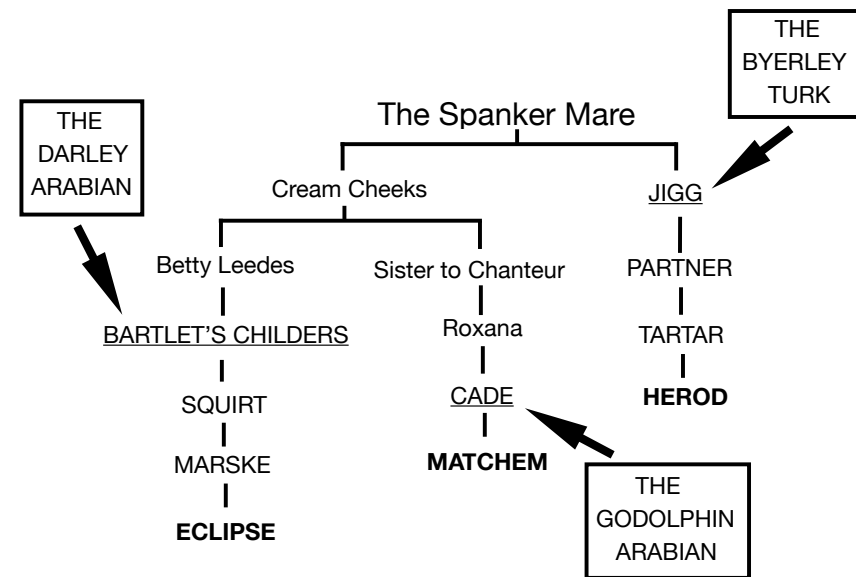 THE
BYERLEY
TURK
THE
DARLEY
ARABIAN
The Spanker Mare
Cream Cheeks
JIGG
Betty Leedes
Sister to Chanteur
PARTNER
BARTLET'S CHILDERS
Roxana
TARTAR
SQUIRT
CADE
HEROD
MARSKE
MATCHEM
ECLIPSE
THE
GODOLPHIN
ARABIAN